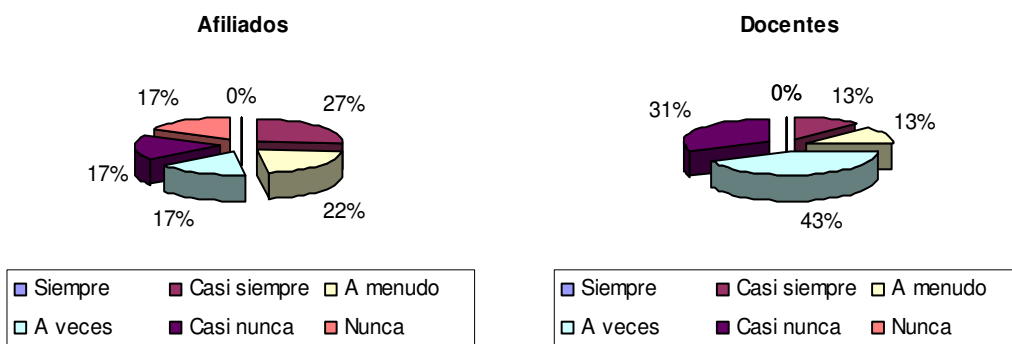 Afiliados
17%
0%
27%
17%
17%
22%
Siempre
Casi siempre
A menudo
A veces
Casi nunca
Nunca
Docentes
31%
0%
13%
13%
43%
Siempre
Casi siempre
A menudo
A veces
Casi nunca
Nunca